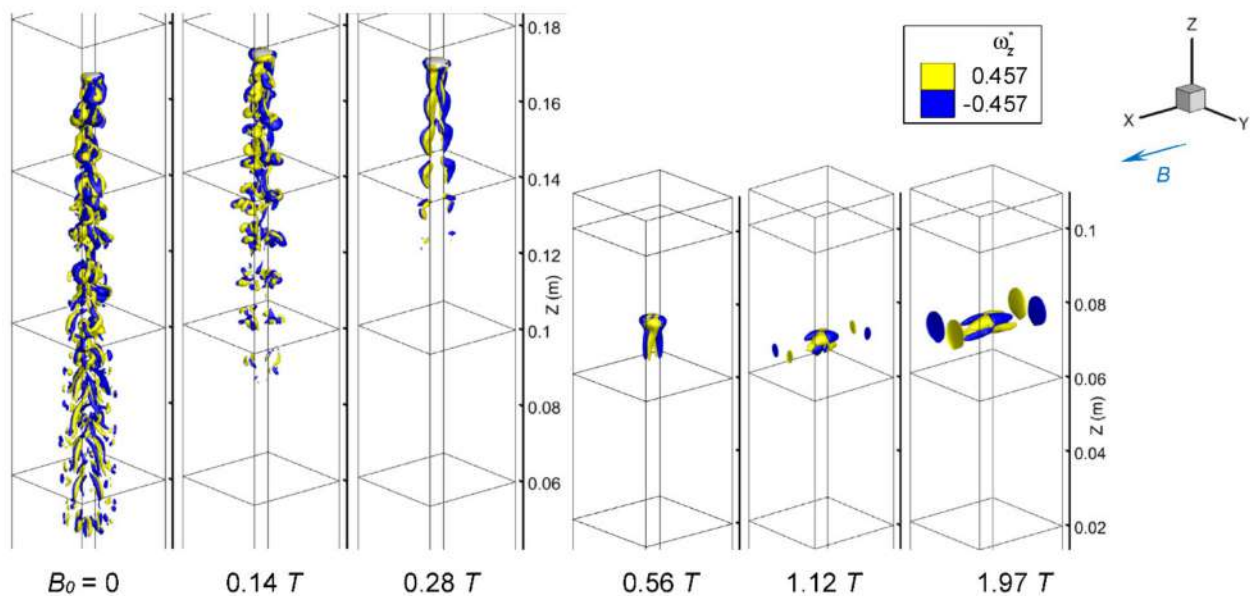 0.18
0.16
0.14
0.12
Z (m)
0.1
0.08
0.06
ω*z
0.457
-0.457
Z
X
Y
B
0.1
0.08
0.06
Z (m)
0.04
0.02
B0 = 0
0.14 T
0.28 T
0.56 T
1.12 T
1.97 T